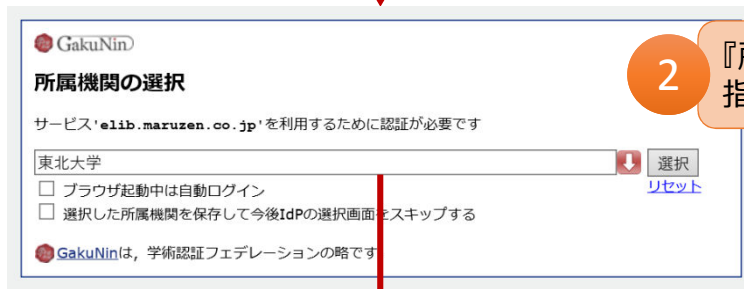 GakuNin
所属機関の選択
2
『所
指
サービス'elib.maruzen.co.jp'を利用するために認証が必要です
東北大学
選択
リセット
ブラウザ起動中は自動ログイン
選択した所属機関を保存して今後IdPの選択画面をスキップする
GakuNinは，学術認証フェデレーションの略です